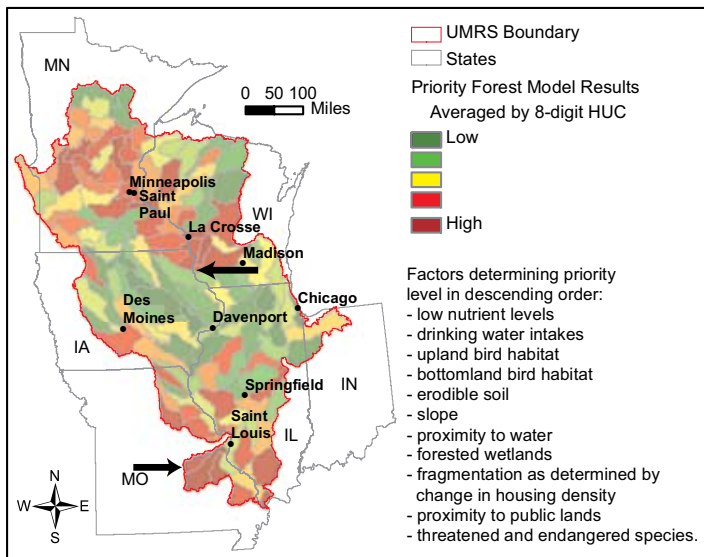 MN
WI
IA
IL
IN
MO
Minneapolis
Saint
Paul
La Crosse
Madison
Des
Moines
Davenport
Chicago
Springfield
Saint
Louis
0 50 100
Miles
N
W E
S
UMRS Boundary
States
Priority Forest Model Results
Averaged by 8-digit HUC
Low
High
Factors determining priority
level in descending order:
- low nutrient levels
- drinking water intakes
- upland bird habitat
- bottomland bird habitat
- erodible soil
- slope
- proximity to water
- forested wetlands
- fragmentation as determined by
change in housing density
- proximity to public lands
- threatened and endangered species.